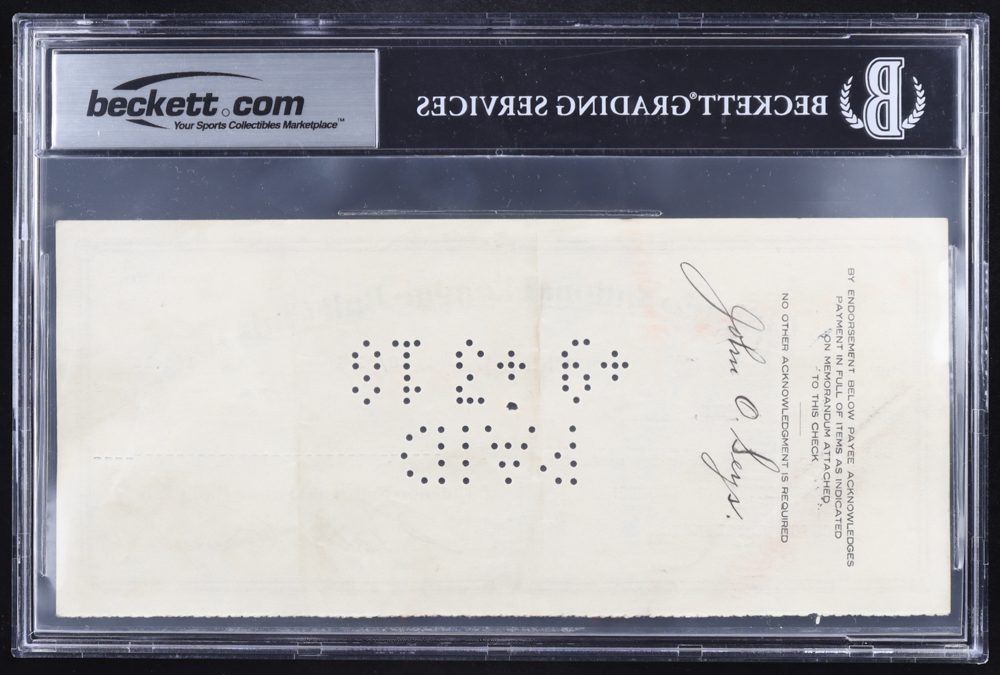 beckett.com
Your Sports Collectibles Marketplace™
BECKETT® GRADING SERVICES
B
BY ENDORSEMENT BELOW PAYEE ACKNOWLEDGES
PAYMENT IN FULL OF ITEMS AS INDICATED
ON MEMORANDUM ATTACHED
TO THIS CHECK
NO OTHER ACKNOWLEDGMENT IS REQUIRED
John O. Seys.
PAID